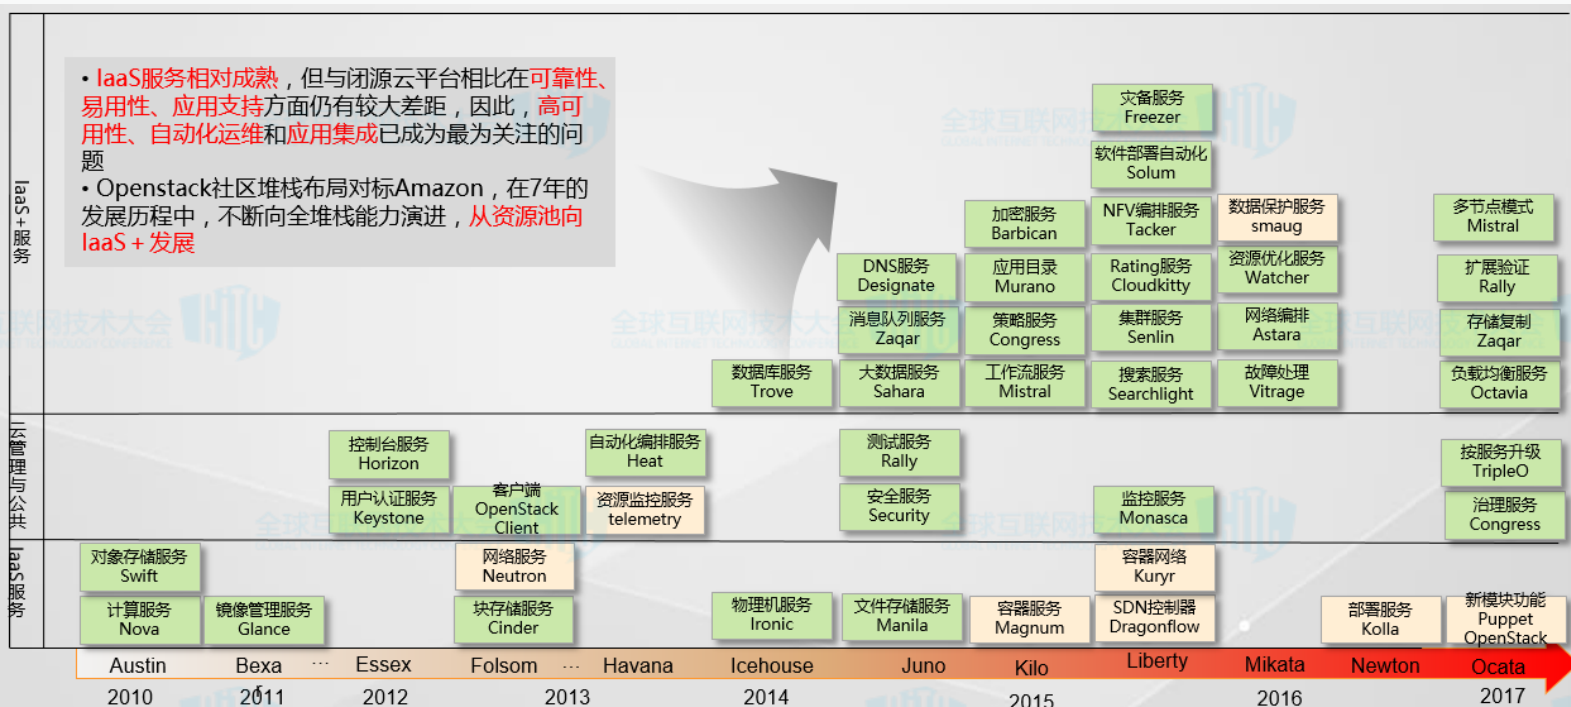 • IaaS服务相对成熟，但与闭源云平台相比在可靠性、
易用性、应用支持方面仍有较大差距，因此，高可
用性、自动化运维和应用集成已成为最为关注的问
题
• Openstack社区堆栈布局对标Amazon，在7年的
发展历程中，不断向全堆栈能力演进，从资源池向
IaaS＋发展
IaaS＋服务
灾备服务
Freezer
软件部署自动化
Solum
加密服务
Barbican
NFV编排服务
Tacker
数据保护服务
smaug
多节点模式
Mistral
DNS服务
Designate
应用目录
Murano
Rating服务
Cloudkitty
资源优化服务
Watcher
扩展验证
Rally
消息队列服务
Zaqar
策略服务
Congress
集群服务
Senlin
网络编排
Astara
存储复制
Zaqar
数据库服务
Trove
大数据服务
Sahara
工作流服务
Mistral
搜索服务
Searchlight
故障处理
Vitrage
负载均衡服务
Octavia
云管理与公共
控制台服务
Horizon
自动化编排服务
Heat
测试服务
Rally
按服务升级
TripleO
用户认证服务
Keystone
客户端
OpenStack
Client
资源监控服务
telemetry
安全服务
Security
监控服务
Monasca
治理服务
Congress
IaaS服务
对象存储服务
Swift
网络服务
Neutron
容器网络
Kuryr
计算服务
Nova
镜像管理服务
Glance
块存储服务
Cinder
物理机服务
Ironic
文件存储服务
Manila
容器服务
Magnum
SDN控制器
Dragonflow
部署服务
Kolla
新模块功能
Puppet
OpenStack
Austin
Bexar
…
Essex
Folsom
…
Havana
Icehouse
Juno
Kilo
Liberty
Mikata
Newton
Ocata
2010
2011
2012
2013
2014
2015
2016
2017
全球互联网技术大会
GLOBAL INTERNET TECHNOLOGY CONFERENCE